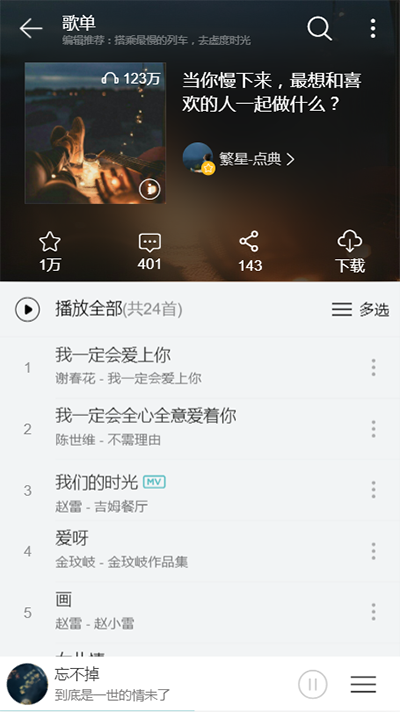 歌单
编辑推荐：搭乘最慢的列车，去虚度时光
123万
当你慢下来，最想和喜
欢的人一起做什么？
繁星-点典
1万
401
143
下载
播放全部(共24首)
多选
1
我一定会爱上你
谢春花 - 我一定会爱上你
2
我一定会全心全意爱着你
陈世维 - 不需理由
3
我们的时光 MV
赵雷 - 吉姆餐厅
4
爱呀
金玟岐 - 金玟岐作品集
5
画
赵雷 - 赵小雷
忘不掉
到底是一世的情未了